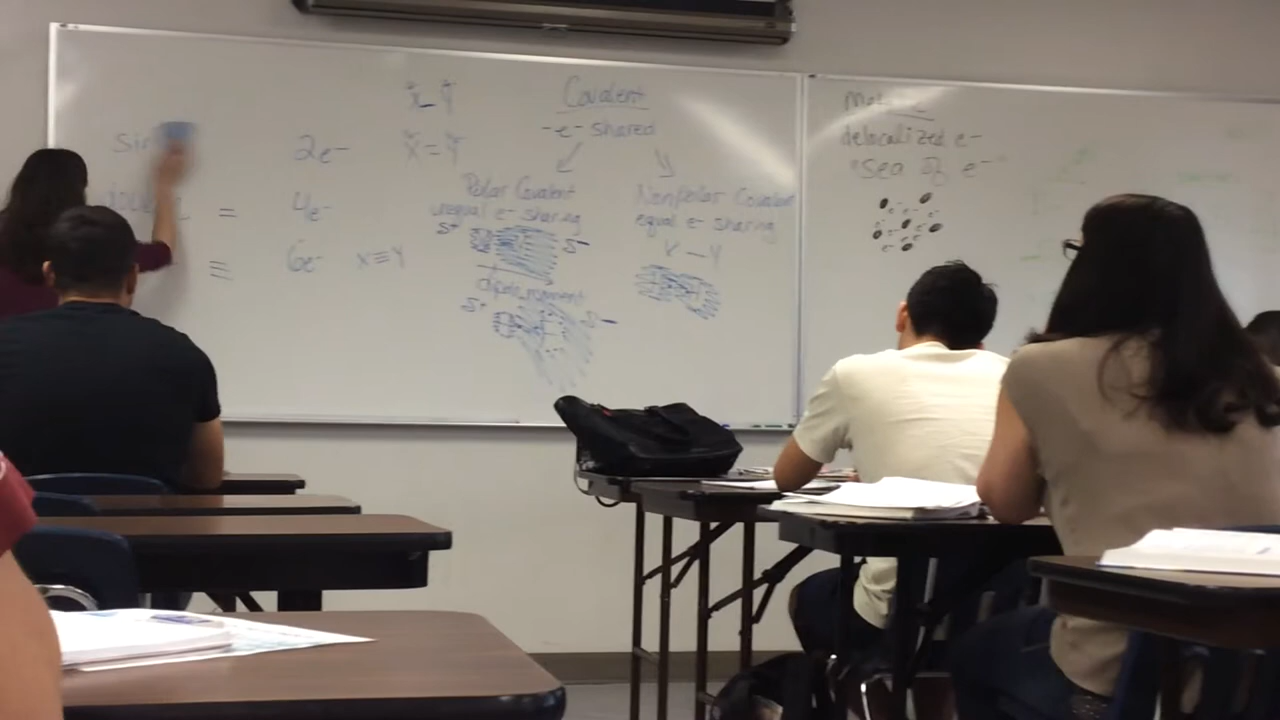 = 2e⁻
= 4e⁻
≡ 6e⁻ X≡Y
X–Y
X=Y
Covalent
-e⁻ shared
Polar Covalent
unequal e⁻ sharing
δ+ δ-
dipole moment
δ+ δ-
Nonpolar Covalent
equal e⁻ sharing
X — Y
delocalized e⁻
"sea of e⁻